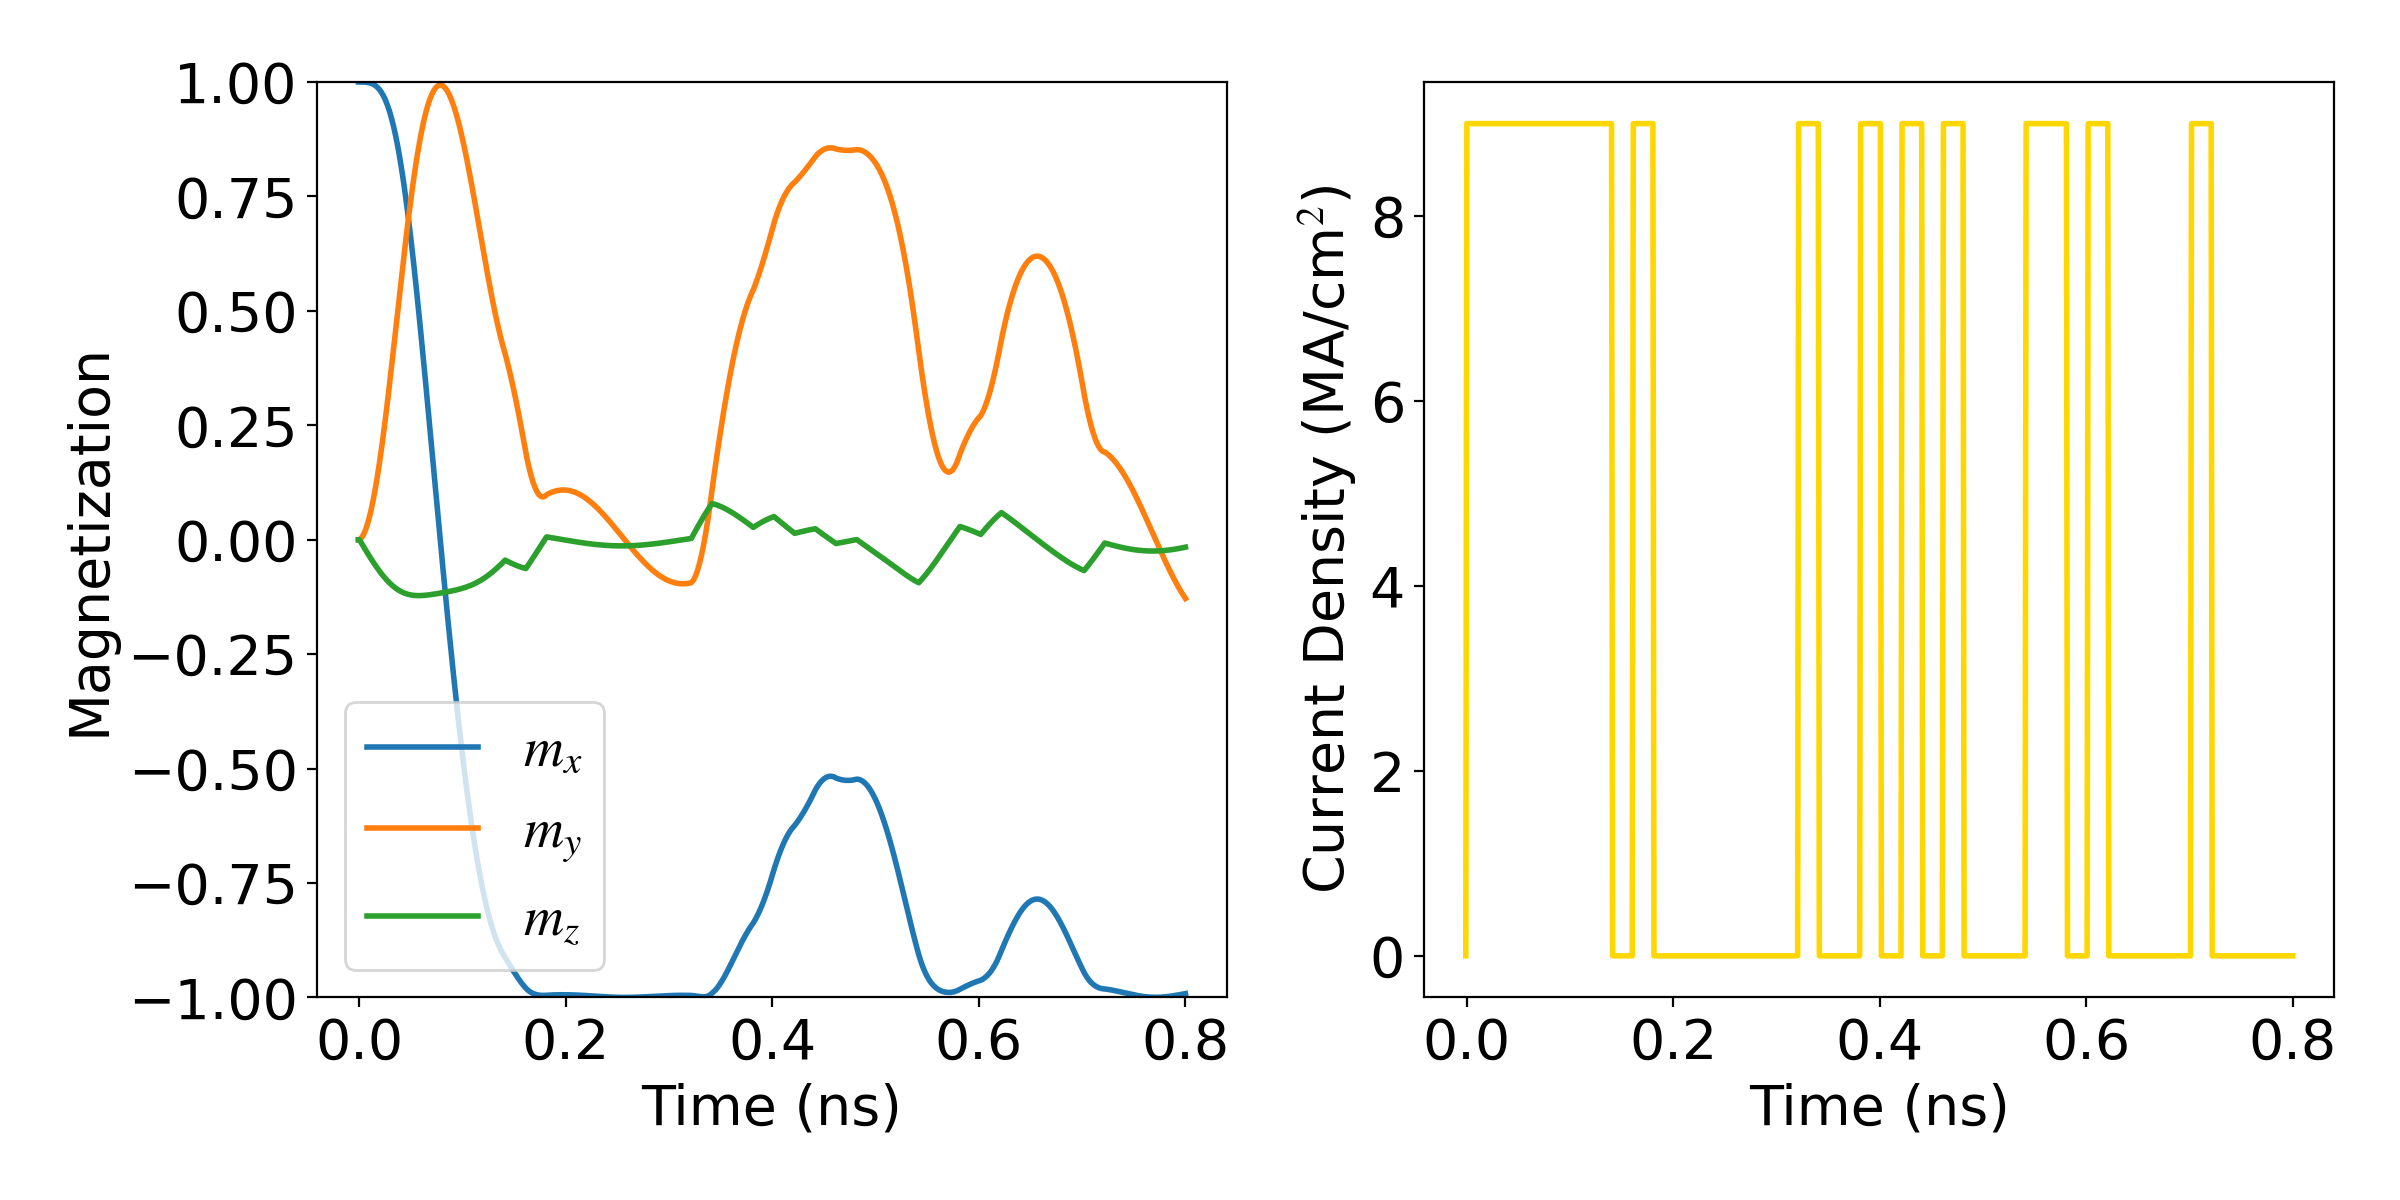 1.00
0.75
0.50
0.25
0.00
−0.25
−0.50
−0.75
−1.00
Magnetization
m_x
m_y
m_z
0.0 0.2 0.4 0.6 0.8
Time (ns)
8
6
4
2
0
Current Density (MA/cm²)
0.0 0.2 0.4 0.6 0.8
Time (ns)